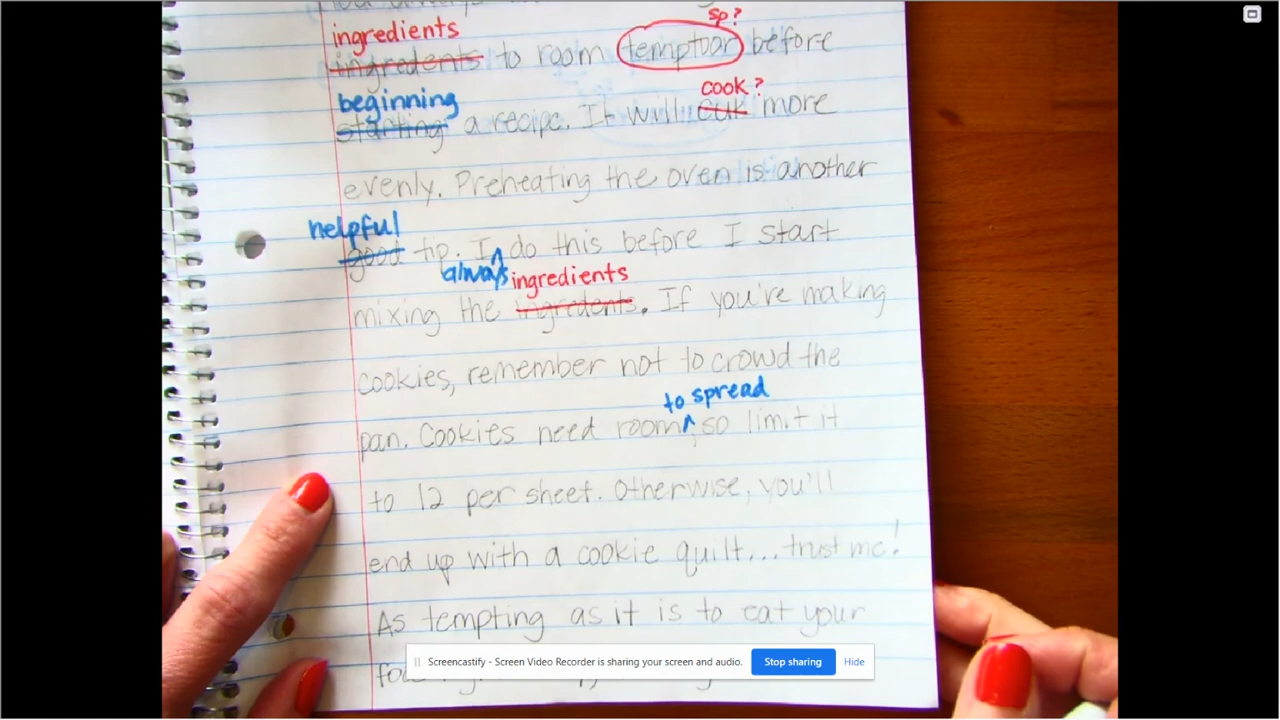 sp?
ingredients
ingredents to room temptoor before
cook?
beginning
starting a recipe. It will cuk more
evenly. Preheating the oven is another
helpful
good tip. I do this before I start
always ingredients
mixing the ingredents. If you're making
cookies, remember not to crowd the
to spread
pan. Cookies need room, so limit it
to 12 per sheet. Otherwise, you'll
end up with a cookie quilt...trust me!
As tempting as it is to eat your
Screencastify - Screen Video Recorder is sharing your screen and audio. Stop sharing Hide